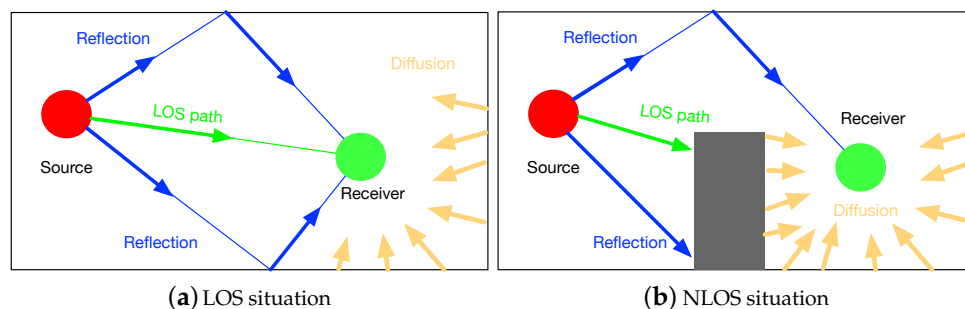 Reflection
Diffusion
LOS path
Source
Receiver
Reflection
(a) LOS situation
Reflection
LOS path
Receiver
Source
Diffusion
Reflection
(b) NLOS situation